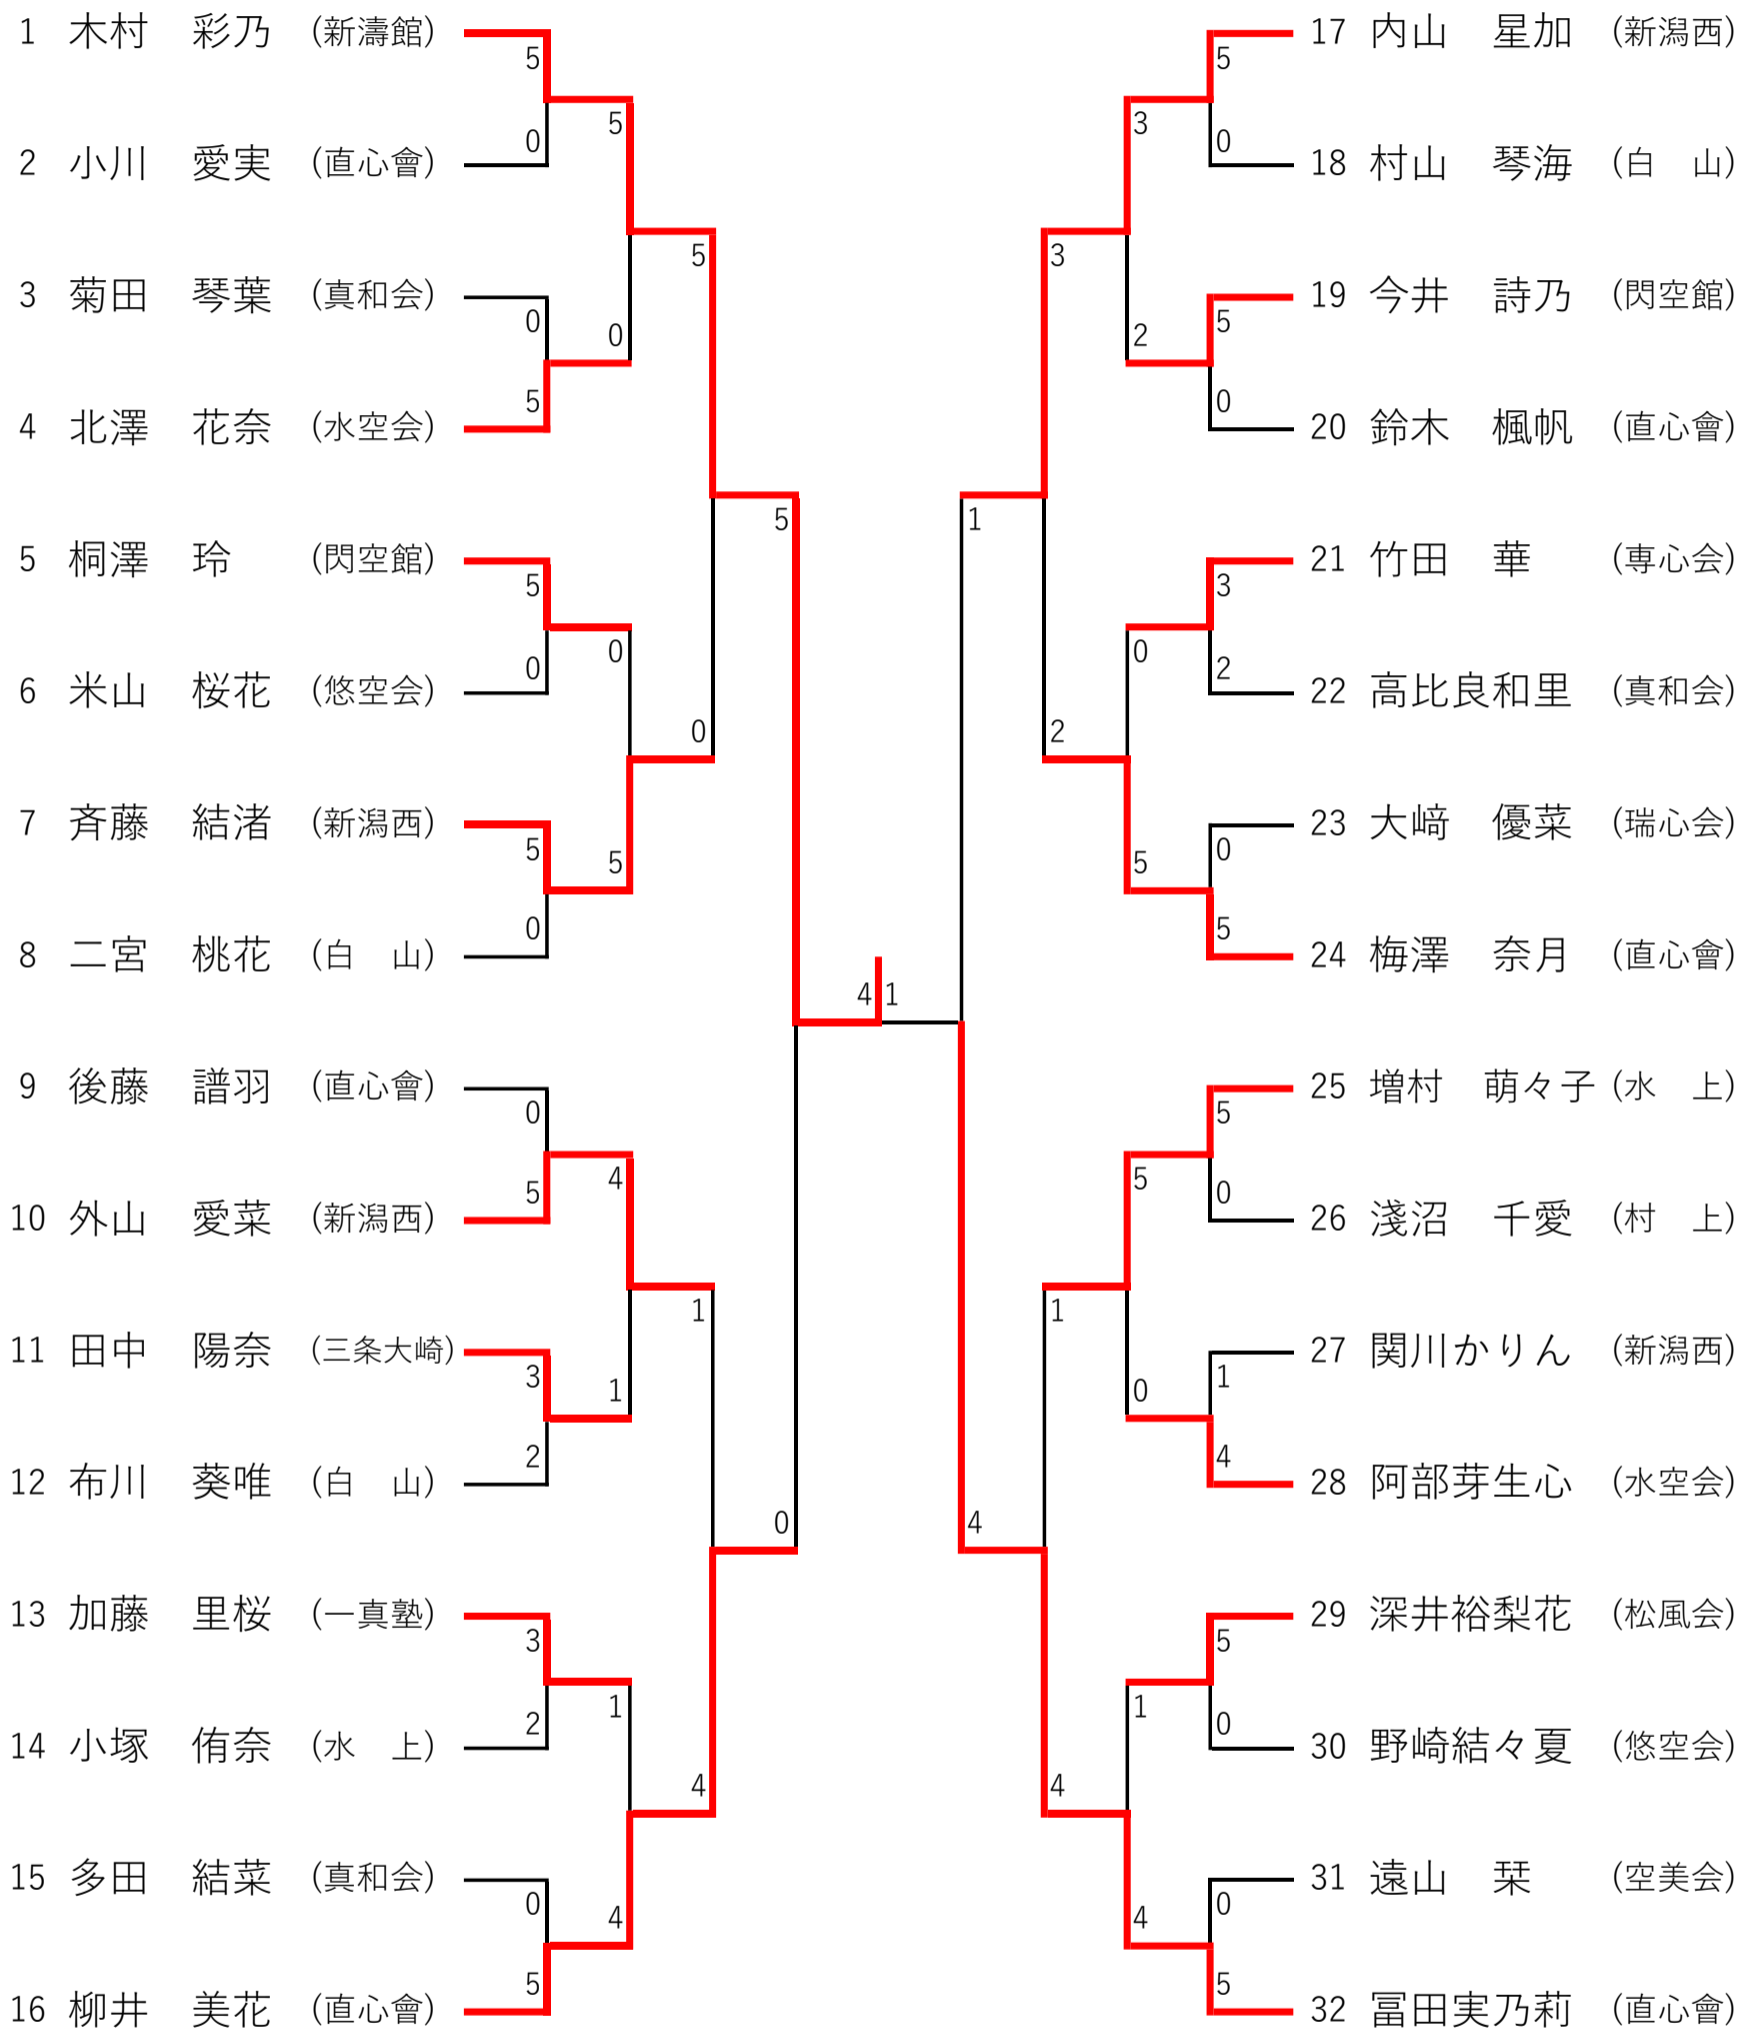 1 木村 彩乃 (新濤館)
5
0
2 小川 愛実 (直心會)
5
3 菊田 琴葉 (真和会)
0
5
4 北澤 花奈 (水空会)
0
5
5 桐澤 玲 (閃空館)
5
0
6 米山 桜花 (悠空会)
0
7 斉藤 結渚 (新潟西)
5
0
8 二宮 桃花 (白 山)
5
0
5
9 後藤 譜羽 (直心會)
0
5
10 外山 愛菜 (新潟西)
4
11 田中 陽奈 (三条大崎)
3
2
12 布川 葵唯 (白 山)
1
1
13 加藤 里桜 (一真塾)
3
2
14 小塚 侑奈 (水 上)
1
15 多田 結菜 (真和会)
0
5
16 柳井 美花 (直心會)
4
4
0
4 1
17 内山 星加 (新潟西)
5
0
18 村山 琴海 (白 山)
3
19 今井 詩乃 (閃空館)
5
0
20 鈴木 楓帆 (直心會)
2
3
21 竹田 華 (専心会)
3
2
22 高比良和里 (真和会)
0
23 大﨑 優菜 (瑞心会)
0
5
24 梅澤 奈月 (直心會)
5
2
1
25 増村 萌々子 (水 上)
5
0
26 淺沼 千愛 (村 上)
5
27 関川かりん (新潟西)
1
4
28 阿部芽生心 (水空会)
0
1
29 深井裕梨花 (松風会)
5
0
30 野崎結々夏 (悠空会)
1
31 遠山 栞 (空美会)
0
5
32 冨田実乃莉 (直心會)
4
4
4